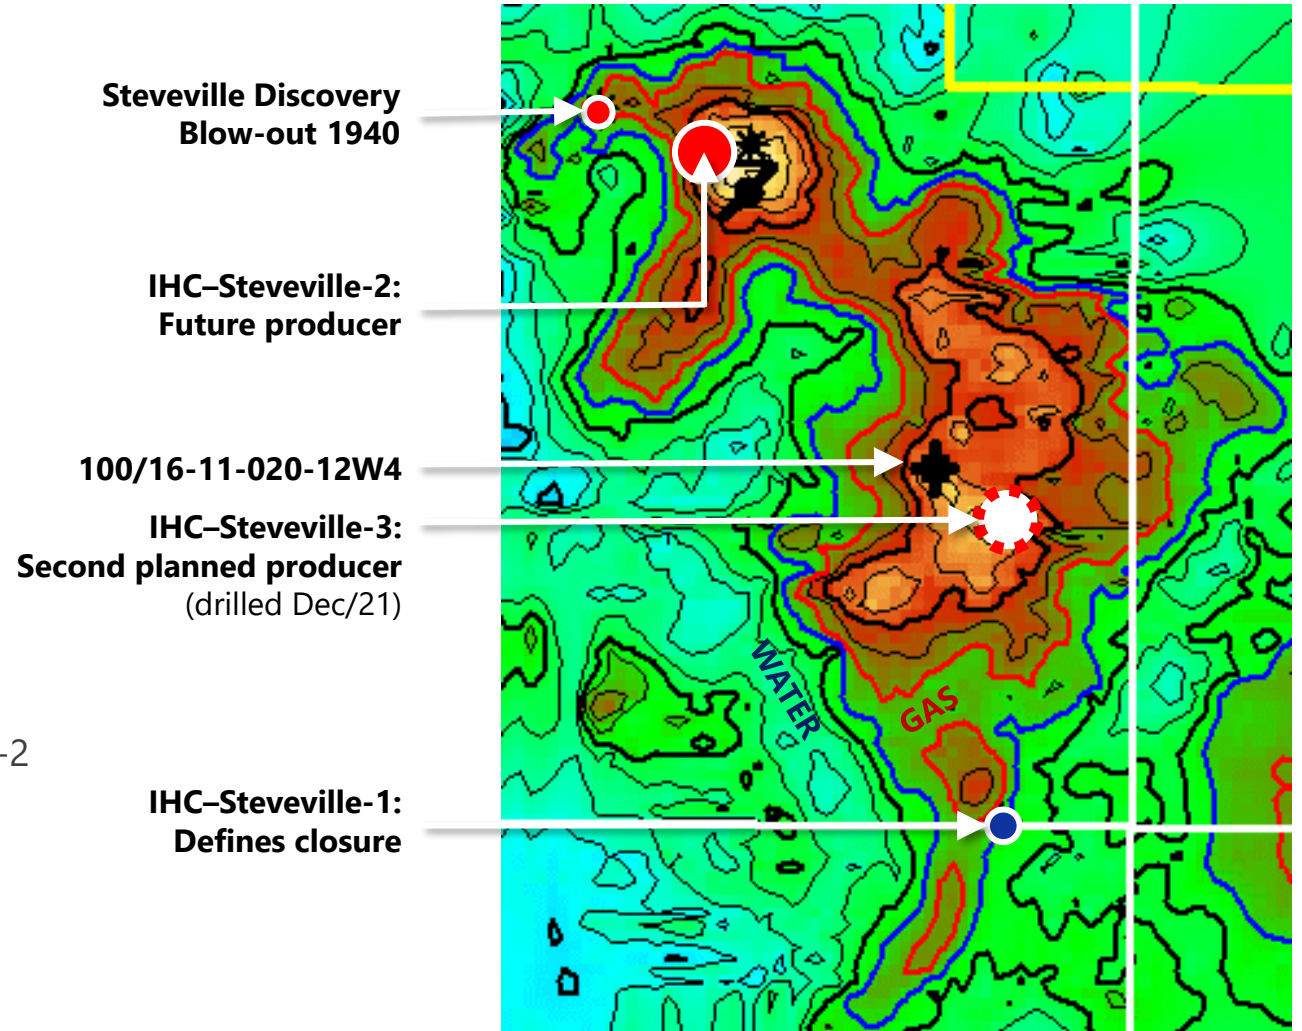 Steveville Discovery
Blow-out 1940
IHC–Steveville-2:
Future producer
100/16-11-020-12W4
IHC–Steveville-3:
Second planned producer
(drilled Dec/21)
WATER
GAS
-2
IHC–Steveville-1:
Defines closure